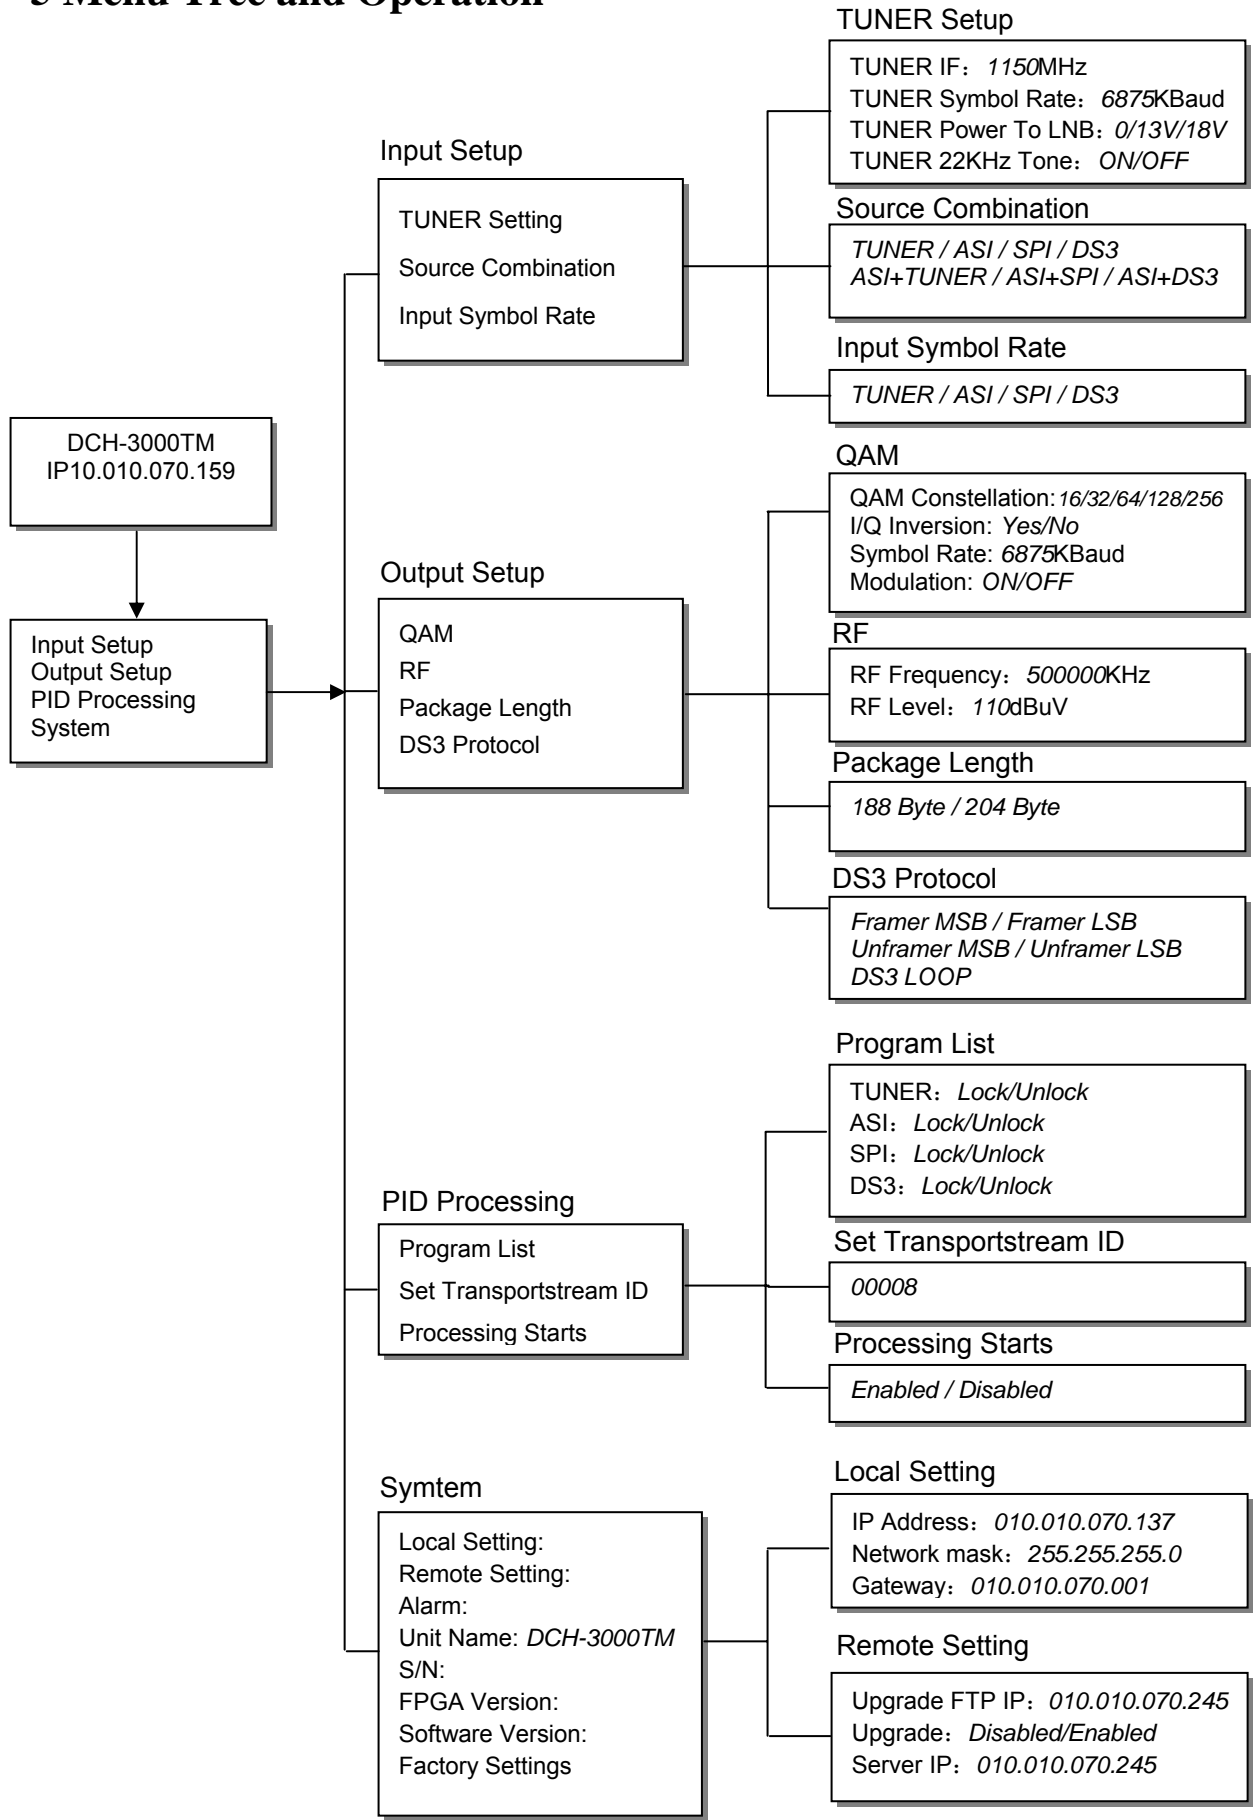 5 Menu Tree and Operation
DCH-3000TM
IP10.010.070.159
Input Setup
Output Setup
PID Processing
System
Input Setup
TUNER Setting
Source Combination
Input Symbol Rate
TUNER Setup
TUNER IF：1150MHz
TUNER Symbol Rate：6875KBaud
TUNER Power To LNB：0/13V/18V
TUNER 22KHz Tone：ON/OFF
Source Combination
TUNER / ASI / SPI / DS3
ASI+TUNER / ASI+SPI / ASI+DS3
Input Symbol Rate
TUNER / ASI / SPI / DS3
Output Setup
QAM
RF
Package Length
DS3 Protocol
QAM
QAM Constellation:16/32/64/128/256
I/Q Inversion: Yes/No
Symbol Rate: 6875KBaud
Modulation: ON/OFF
RF
RF Frequency：500000KHz
RF Level：110dBuV
Package Length
188 Byte / 204 Byte
DS3 Protocol
Framer MSB / Framer LSB
Unframer MSB / Unframer LSB
DS3 LOOP
PID Processing
Program List
Set Transportstream ID
Processing Starts
Program List
TUNER：Lock/Unlock
ASI：Lock/Unlock
SPI：Lock/Unlock
DS3：Lock/Unlock
Set Transportstream ID
00008
Processing Starts
Enabled / Disabled
Symtem
Local Setting:
Remote Setting:
Alarm:
Unit Name: DCH-3000TM
S/N:
FPGA Version:
Software Version:
Factory Settings
Local Setting
IP Address：010.010.070.137
Network mask：255.255.255.0
Gateway：010.010.070.001
Remote Setting
Upgrade FTP IP：010.010.070.245
Upgrade：Disabled/Enabled
Server IP：010.010.070.245